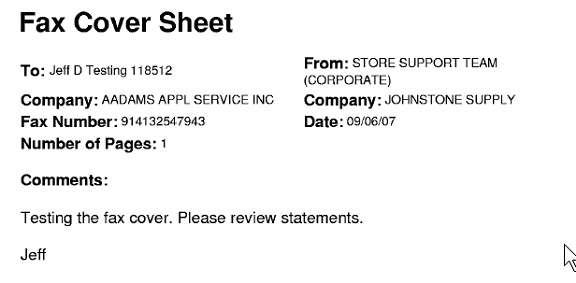 Fax Cover Sheet
To: Jeff D Testing 118512
From: STORE SUPPORT TEAM
(CORPORATE)
Company: AADAMS APPL SERVICE INC
Company: JOHNSTONE SUPPLY
Fax Number: 914132547943
Date: 09/06/07
Number of Pages: 1
Comments:
Testing the fax cover. Please review statements.
Jeff